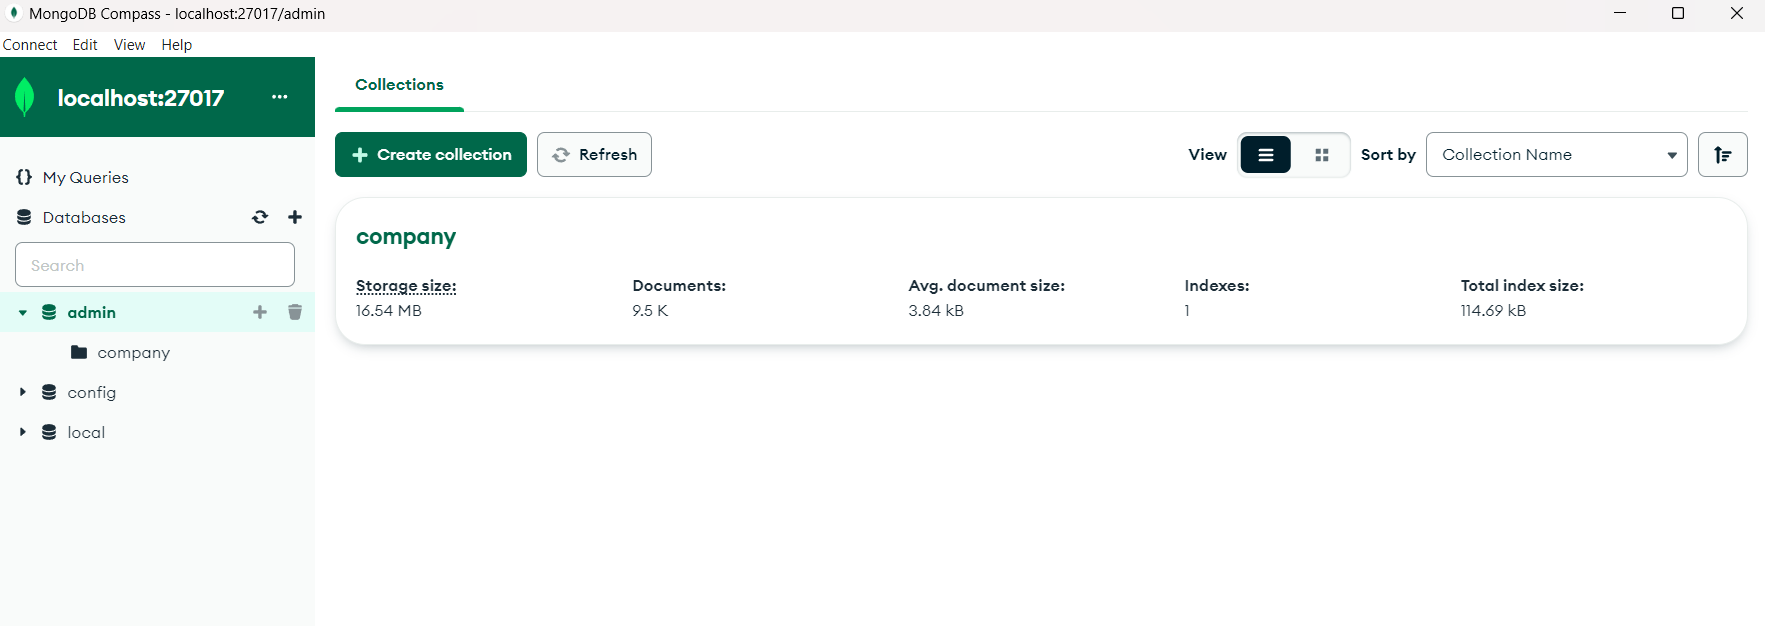 MongoDB Compass - localhost:27017/admin
Connect Edit View Help
localhost:27017 ...
My Queries
Databases
Search
admin
company
config
local
Collections
Create collection Refresh
View Sort by Collection Name
company
Storage size: Documents: Avg. document size: Indexes: Total index size:
16.54 MB 9.5 K 3.84 kB 1 114.69 kB